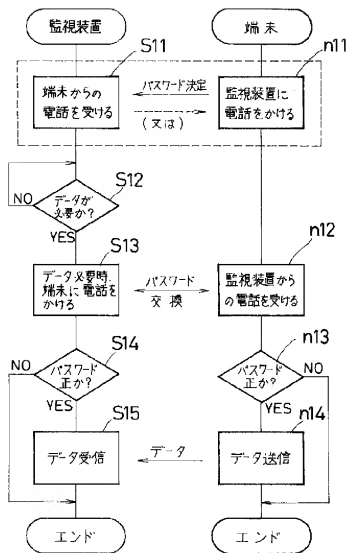 監視装置
端末
S11
n11
端末からの
電話を受ける
パスワード決定
(又は)
監視装置に
電話をかける
S12
NO
データが
必要か?
YES
S13
n12
データ必要時、
端末に電話を
かける
パスワード
交換
監視装置から
の電話を受ける
S14
n13
NO
パスワード
正か?
YES
パスワード
正か?
NO
YES
S15
n14
データ受信
データ
データ送信
エンド
エンド